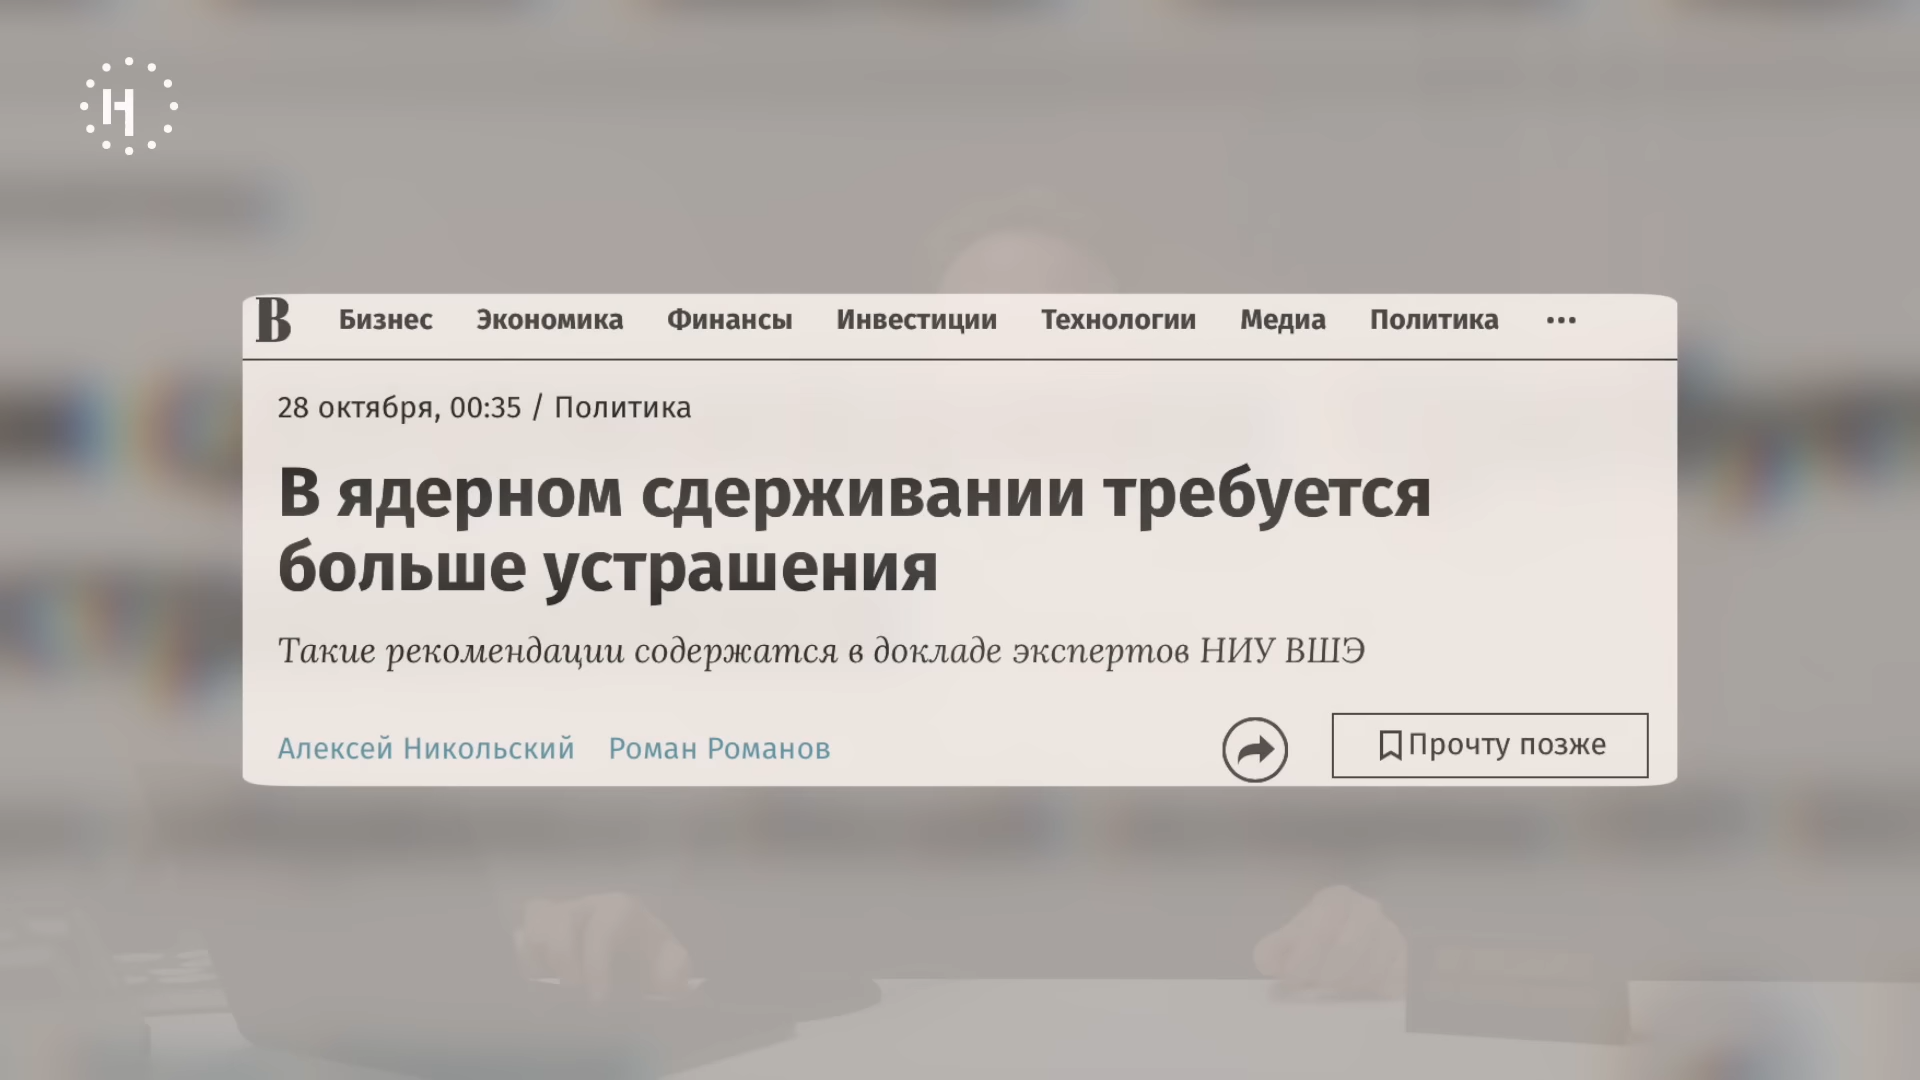 Н
В Бизнес Экономика Финансы Инвестиции Технологии Медиа Политика ...
28 октября, 00:35 / Политика
В ядерном сдерживании требуется
больше устрашения
Такие рекомендации содержатся в докладе экспертов НИУ ВШЭ
Алексей Никольский Роман Романов
Прочту позже